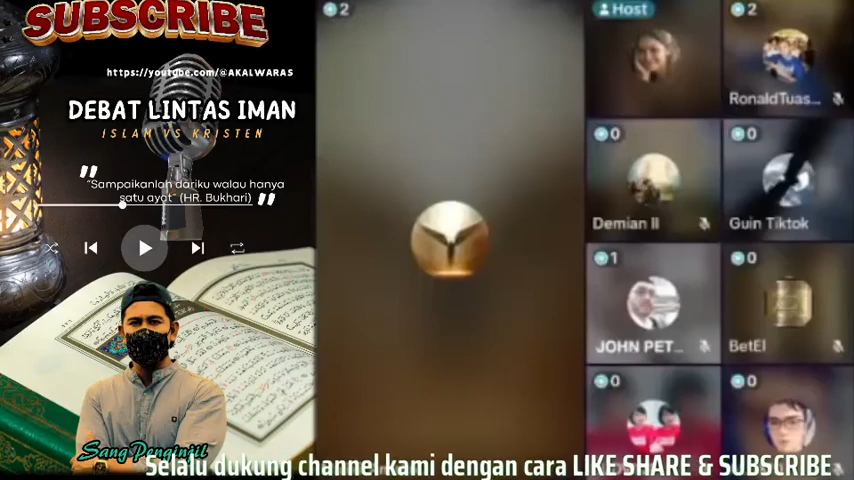 SUBSCRIBE
https://youtube.com/@AKALWARAS
DEBAT LINTAS IMAN
ISLAM VS KRISTEN
"Sampaikanlah dariku walau hanya
satu ayat" (HR. Bukhari)
SangPenginjil
2
Host
2
RonaldTuas...
0
Demian II
0
Guin Tiktok
1
JOHN PET...
0
BetEl
0
0
Selalu dukung channel kami dengan cara LIKE SHARE & SUBSCRIBE